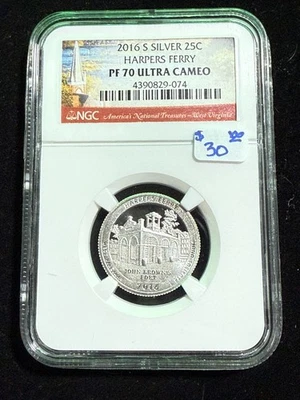 2016 S SILVER 25C
HARPERS FERRY
PF 70 ULTRA CAMEO
4390829-074
NGC America's National Treasures-West Virginia
$ 30 00
HARPERS FERRY
JOHN BROWN'S
FORT
2016